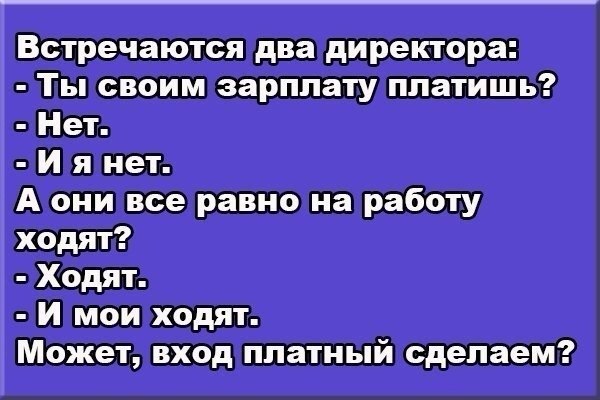 Встречаются два директора:
- Ты своим зарплату платишь?
- Нет.
- И я нет.
А они все равно на работу
ходят?
- Ходят.
- И мои ходят.
Может, вход платный сделаем?